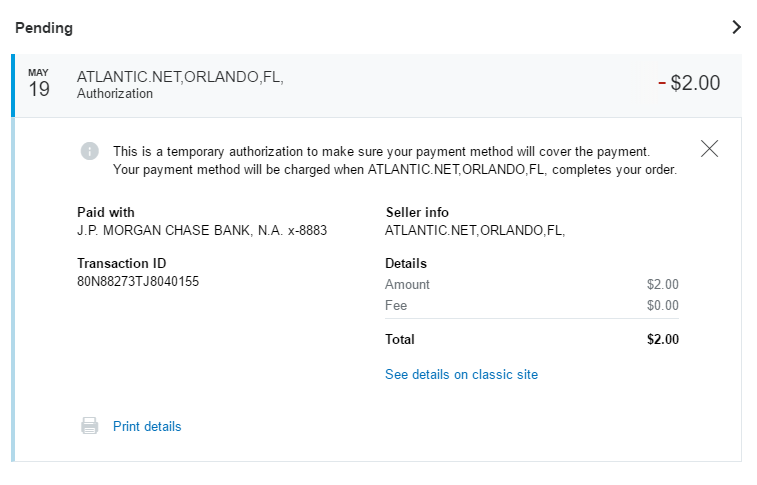 Pending
MAY
19
ATLANTIC.NET,ORLANDO,FL,
Authorization
- $2.00
This is a temporary authorization to make sure your payment method will cover the payment.
Your payment method will be charged when ATLANTIC.NET,ORLANDO,FL, completes your order.
Paid with
J.P. MORGAN CHASE BANK, N.A. x-8883
Transaction ID
80N88273TJ8040155
Seller info
ATLANTIC.NET,ORLANDO,FL,
Details
Amount $2.00
Fee $0.00
Total $2.00
See details on classic site
Print details